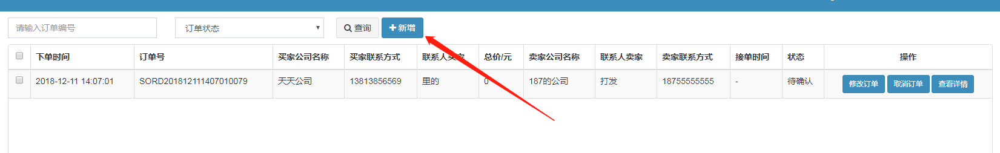 请输入订单编号 订单状态 查询 新增
下单时间 订单号 买家公司名称 买家联系方式 联系人买家 总价/元 卖家公司名称 联系人卖家 卖家联系方式 接单时间 状态 操作
2018-12-11 14:07:01 SORD201812111407010079 天天公司 13813856569 里的 0 187的公司 打发 18755555555 - 待确认 修改订单 取消订单 查看详情